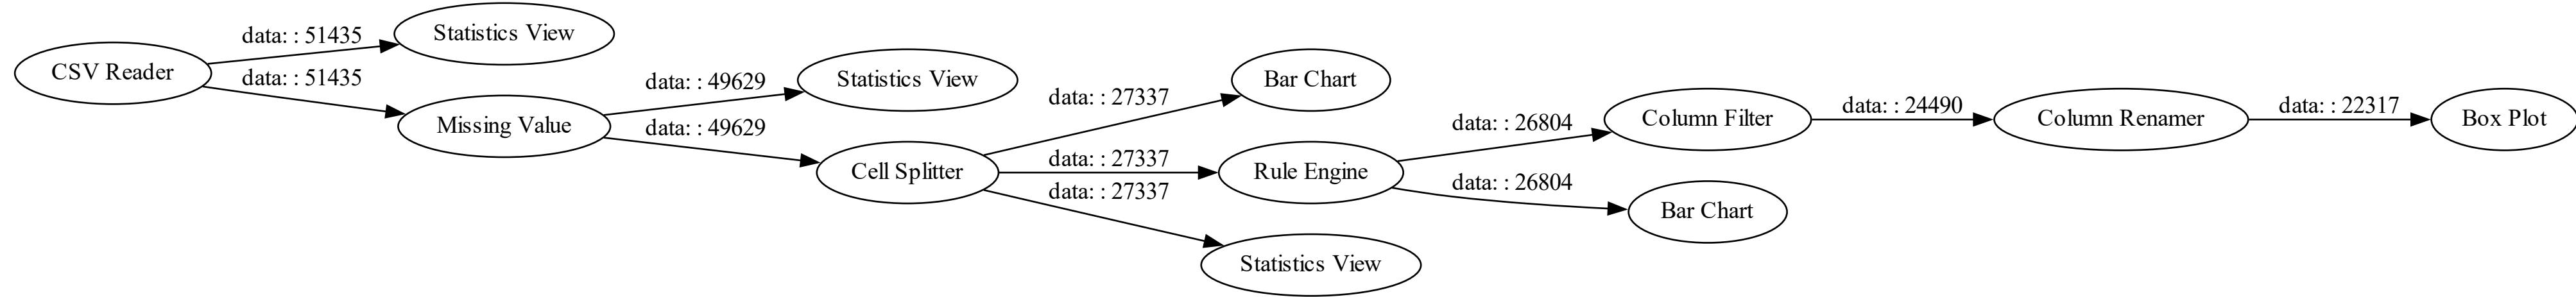 CSV Reader
data: : 51435
data: : 51435
Statistics View
Missing Value
data: : 49629
data: : 49629
Statistics View
Cell Splitter
data: : 27337
data: : 27337
data: : 27337
Bar Chart
Rule Engine
Statistics View
data: : 26804
data: : 26804
Column Filter
Bar Chart
data: : 24490
Column Renamer
data: : 22317
Box Plot